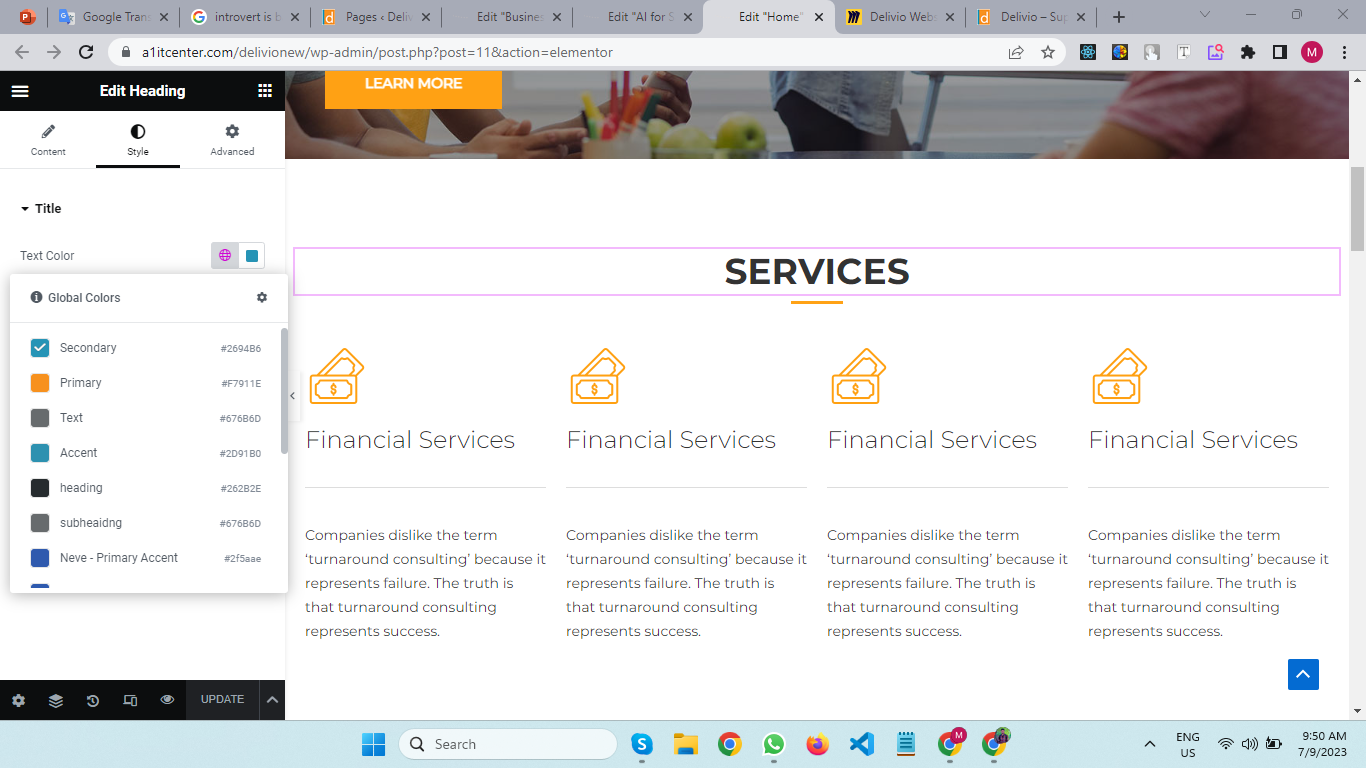 Google Trans
introvert is b
Pages ‹ Deliv
Edit "Busines
Edit "AI for S
Edit "Home"
Delivio Webs
Delivio – Sup
a1itcenter.com/delivionew/wp-admin/post.php?post=11&action=elementor
M
Edit Heading
LEARN MORE
Content
Style
Advanced
Title
Text Color
Global Colors
Secondary #2694B6
Primary #F7911E
Text #676B6D
Accent #2D91B0
heading #262B2E
subheaidng #676B6D
Neve - Primary Accent #2f5aae
UPDATE
SERVICES
$
$
$
$
Financial Services
Financial Services
Financial Services
Financial Services
Companies dislike the term
‘turnaround consulting’ because it
represents failure. The truth is
that turnaround consulting
represents success.
Companies dislike the term
‘turnaround consulting’ because it
represents failure. The truth is
that turnaround consulting
represents success.
Companies dislike the term
‘turnaround consulting’ because it
represents failure. The truth is
that turnaround consulting
represents success.
Companies dislike the term
‘turnaround consulting’ because it
represents failure. The truth is
that turnaround consulting
represents success.
Search
M
ENG
US
9:50 AM
7/9/2023